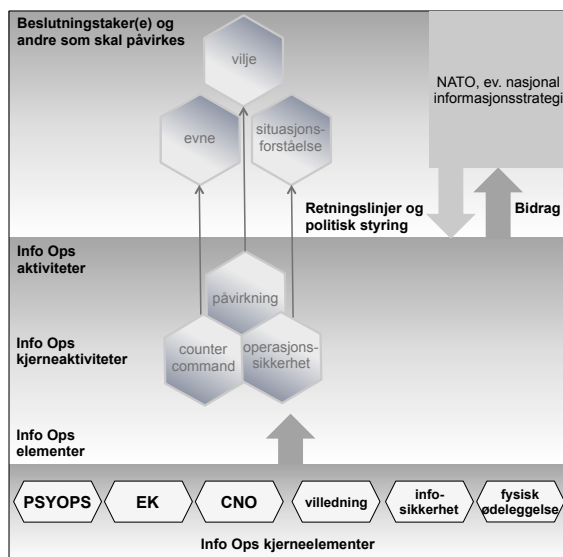 Beslutningstaker(e) og
andre som skal påvirkes
vilje
evne
situasjons-
forståelse
NATO, ev. nasjonal
informasjonsstrategi
Retningslinjer og
politisk styring
Bidrag
Info Ops
aktiviteter
påvirkning
Info Ops
kjerneaktiviteter
counter
command
operasjons-
sikkerhet
Info Ops
elementer
PSYOPS
EK
CNO
villedning
info-
sikkerhet
fysisk
ødeleggelse
Info Ops kjerneelementer